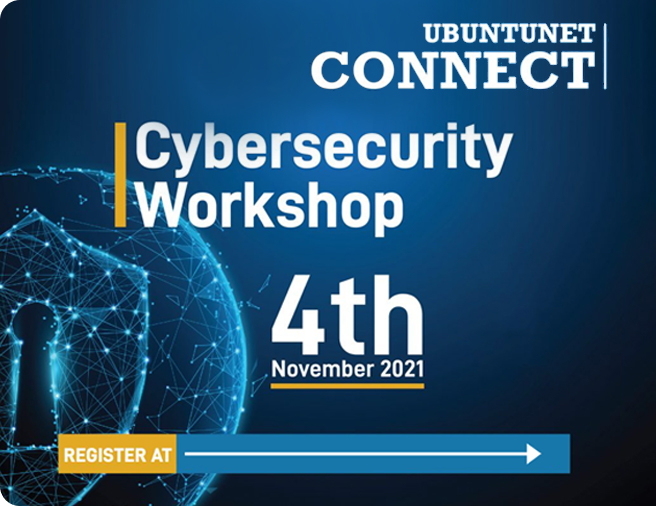 UBUNTUNET
CONNECT
Cybersecurity
Workshop
4th
November 2021
REGISTER AT